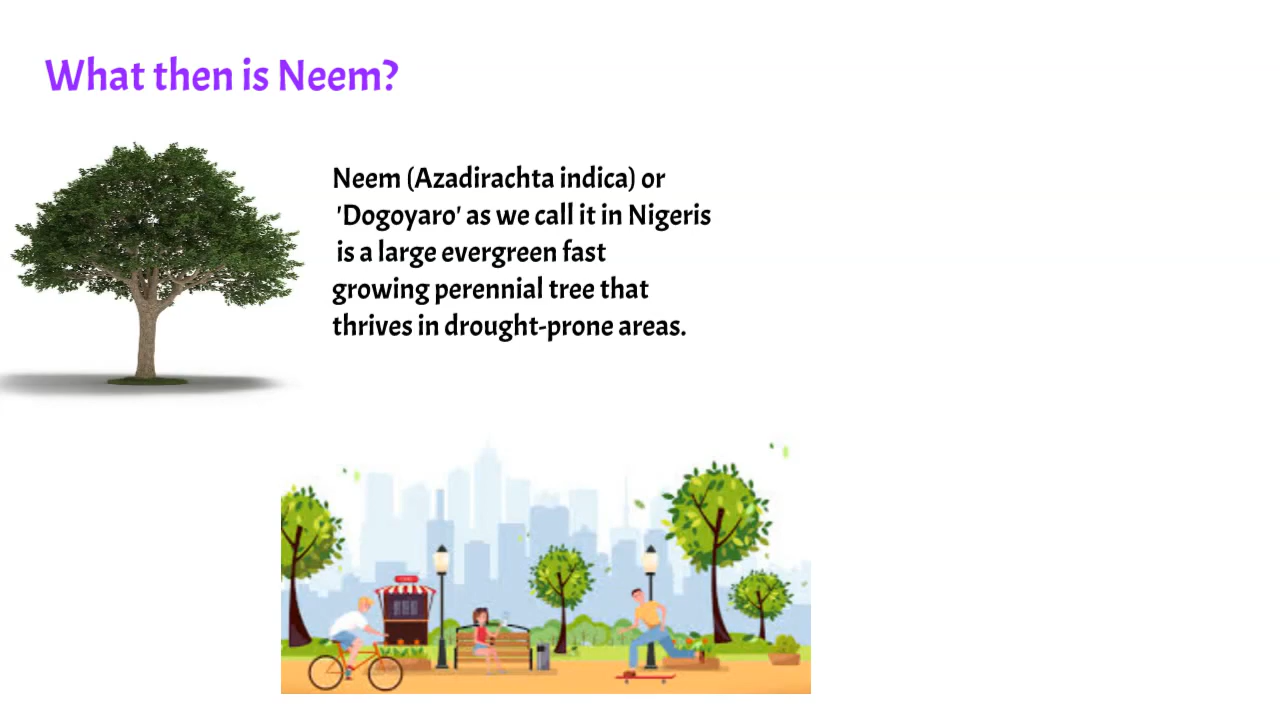 What then is Neem?
Neem (Azadirachta indica) or
'Dogoyaro' as we call it in Nigeris
is a large evergreen fast
growing perennial tree that
thrives in drought-prone areas.